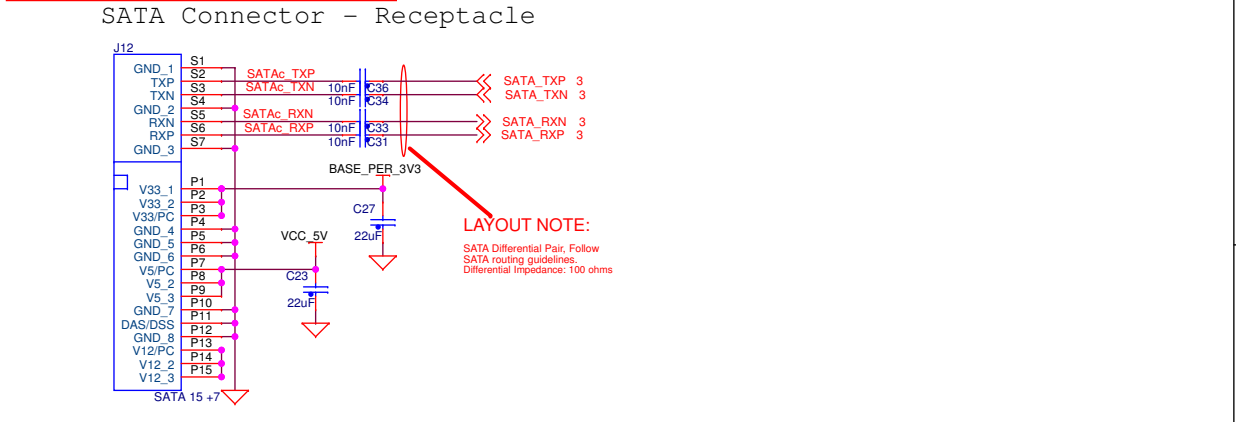 SATA Connector - Receptacle
J12
GND_1 S1
TXP S2 SATAc_TXP 10nF C36 SATA_TXP 3
TXN S3 SATAc_TXN 10nF C34 SATA_TXN 3
GND_2 S4
RXN S5 SATAc_RXN 10nF C33 SATA_RXN 3
RXP S6 SATAc_RXP 10nF C31 SATA_RXP 3
GND_3 S7
BASE_PER_3V3
V33_1 P1
V33_2 P2
V33/PC P3
C27
22uF
GND_4 P4
GND_5 P5
GND_6 P6
VCC_5V
V5/PC P7
V5_2 P8
V5_3 P9
C23
22uF
GND_7 P10
DAS/DSS P11
GND_8 P12
V12/PC P13
V12_2 P14
V12_3 P15
SATA 15 +7
LAYOUT NOTE:
SATA Differential Pair, Follow
SATA routing guidelines.
Differential Impedance: 100 ohms